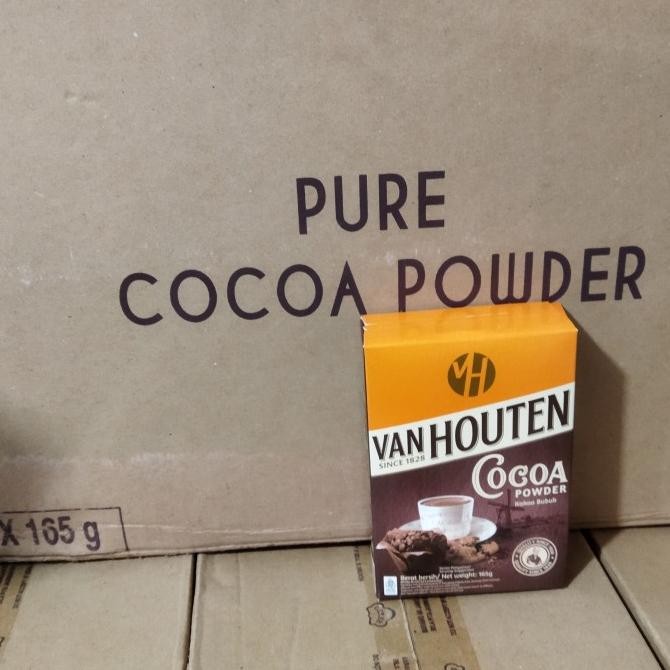 PURE
COCOA POWDER
X 165 g
VH
VAN HOUTEN
SINCE 1828
COCOA
POWDER
Kakao Bubuk
Berat bersih/ Net weight: 165g